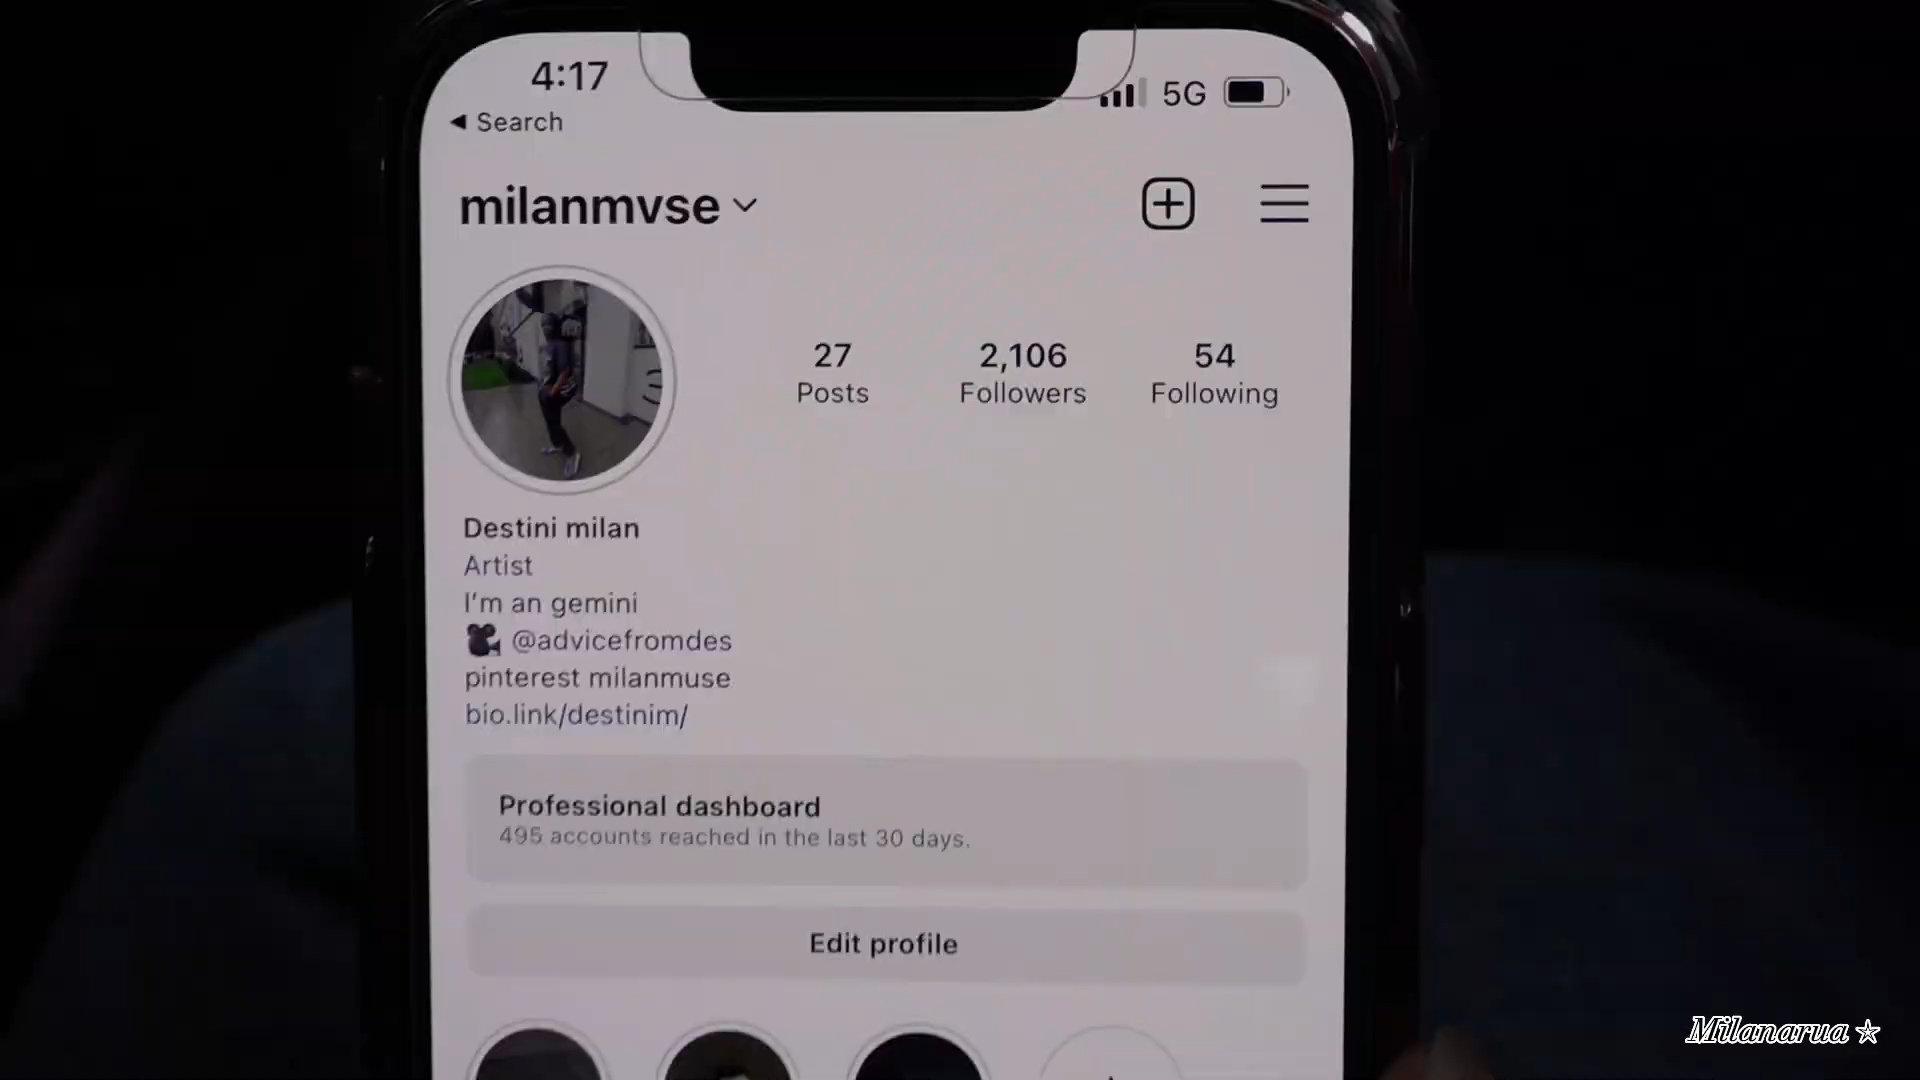 4:17
5G
◀ Search
milanmvse
27
2,106
54
Posts
Followers
Following
Destini milan
Artist
I'm an gemini
🎥 @advicefromdes
pinterest milanmuse
bio.link/destinim/
Professional dashboard
495 accounts reached in the last 30 days.
Edit profile
Milanarua ☆